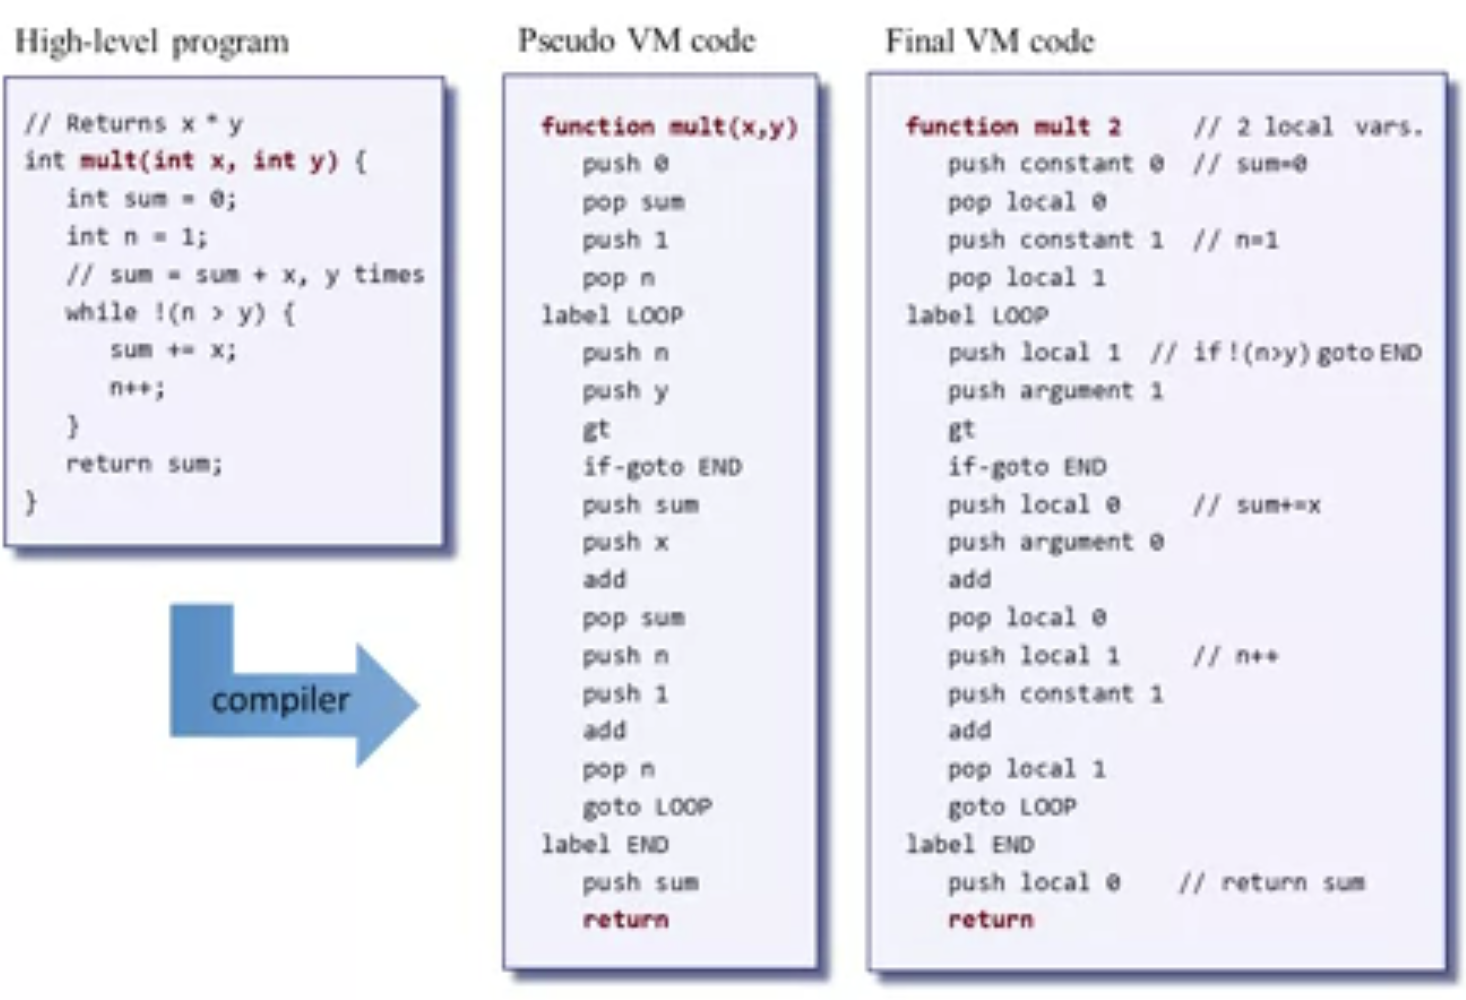 High-level program
// Returns x * y
int mult(int x, int y) {
int sum = 0;
int n = 1;
// sum = sum + x, y times
while !(n > y) {
sum += x;
n++;
}
return sum;
}
compiler
Pseudo VM code
function mult(x,y)
push 0
pop sum
push 1
pop n
label LOOP
push n
push y
gt
if-goto END
push sum
push x
add
pop sum
push n
push 1
add
pop n
goto LOOP
label END
push sum
return
Final VM code
function mult 2 // 2 local vars.
push constant 0 // sum=0
pop local 0
push constant 1 // n=1
pop local 1
label LOOP
push local 1 // if !(n>y) goto END
push argument 1
gt
if-goto END
push local 0 // sum+=x
push argument 0
add
pop local 0
push local 1 // n++
push constant 1
add
pop local 1
goto LOOP
label END
push local 0 // return sum
return